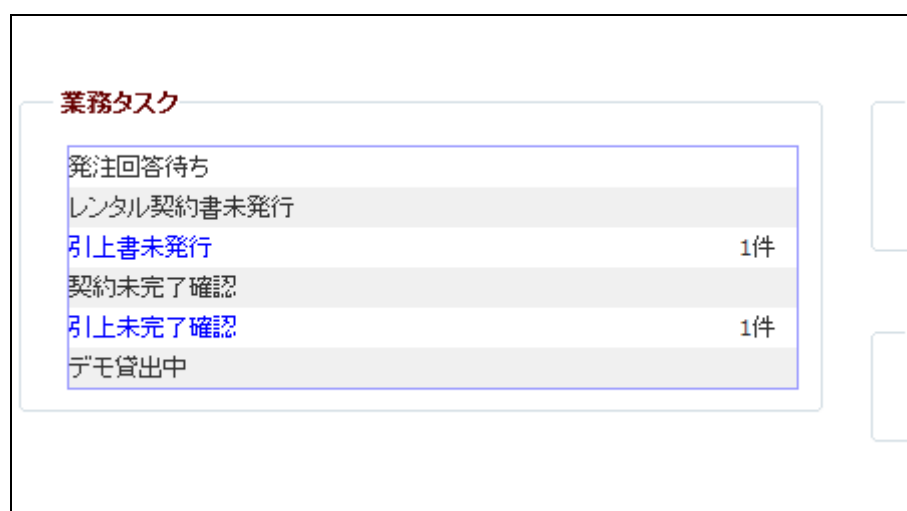 業務タスク
発注回答待ち
レンタル契約書未発行
引上書未発行 1件
契約未完了確認
引上未完了確認 1件
デモ貸出中